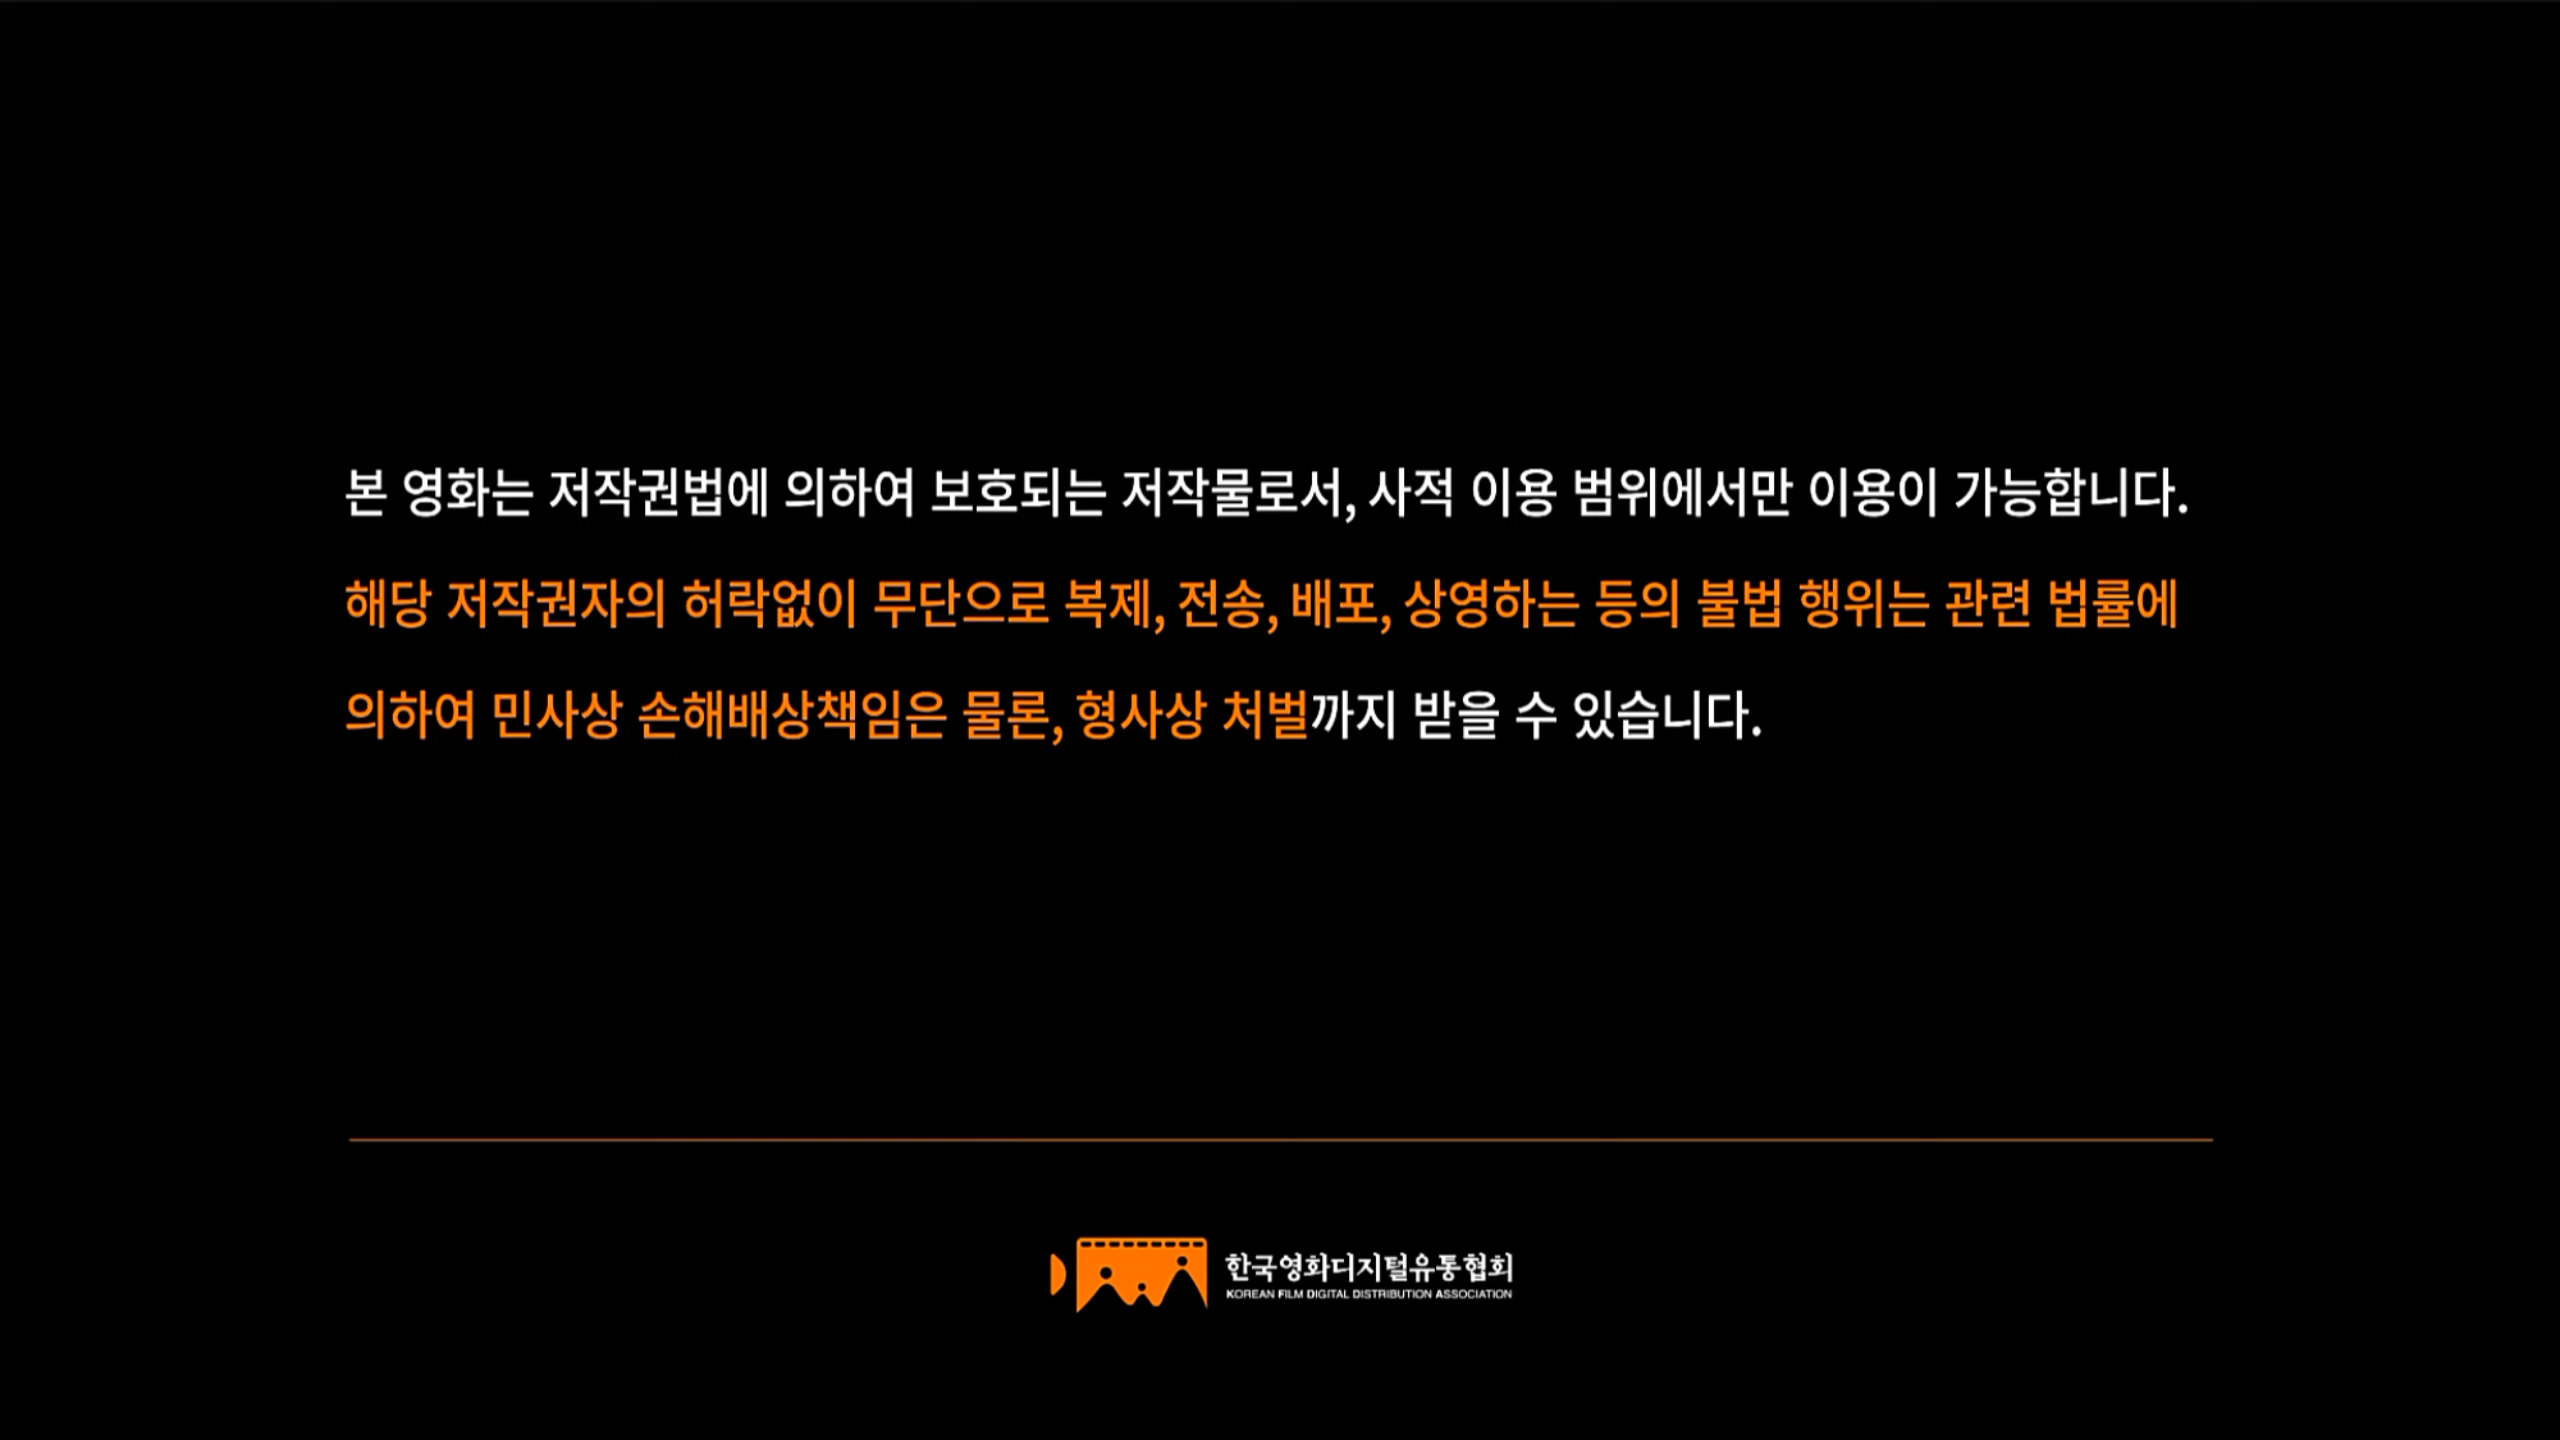 본 영화는 저작권법에 의하여 보호되는 저작물로서, 사적 이용 범위에서만 이용이 가능합니다.
해당 저작권자의 허락없이 무단으로 복제, 전송, 배포, 상영하는 등의 불법 행위는 관련 법률에
의하여 민사상 손해배상책임은 물론, 형사상 처벌까지 받을 수 있습니다.
한국영화디지털유통협회
KOREAN FILM DIGITAL DISTRIBUTION ASSOCIATION